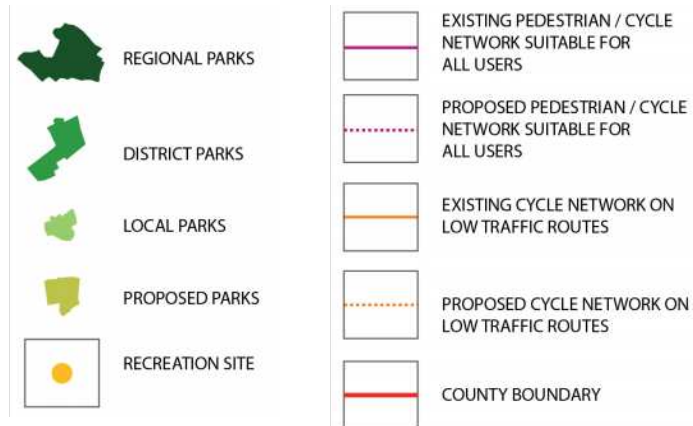 REGIONAL PARKS
DISTRICT PARKS
LOCAL PARKS
PROPOSED PARKS
RECREATION SITE
EXISTING PEDESTRIAN / CYCLE
NETWORK SUITABLE FOR
ALL USERS
PROPOSED PEDESTRIAN / CYCLE
NETWORK SUITABLE FOR
ALL USERS
EXISTING CYCLE NETWORK ON
LOW TRAFFIC ROUTES
PROPOSED CYCLE NETWORK ON
LOW TRAFFIC ROUTES
COUNTY BOUNDARY